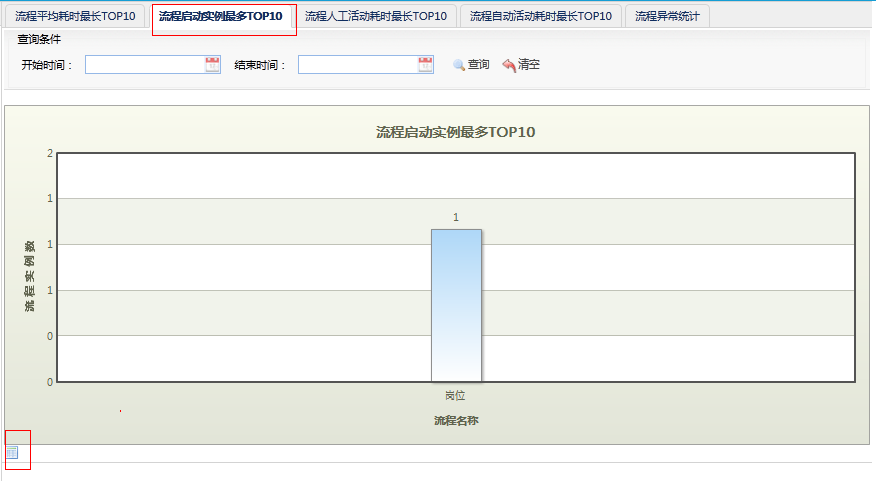 流程平均耗时最长TOP10 流程启动实例最多TOP10 流程人工活动耗时最长TOP10 流程自动活动耗时最长TOP10 流程异常统计
查询条件
开始时间： 结束时间： 查询 清空
流程启动实例最多TOP10
2
1
1
1
0
0
流程实例数
1
岗位
流程名称